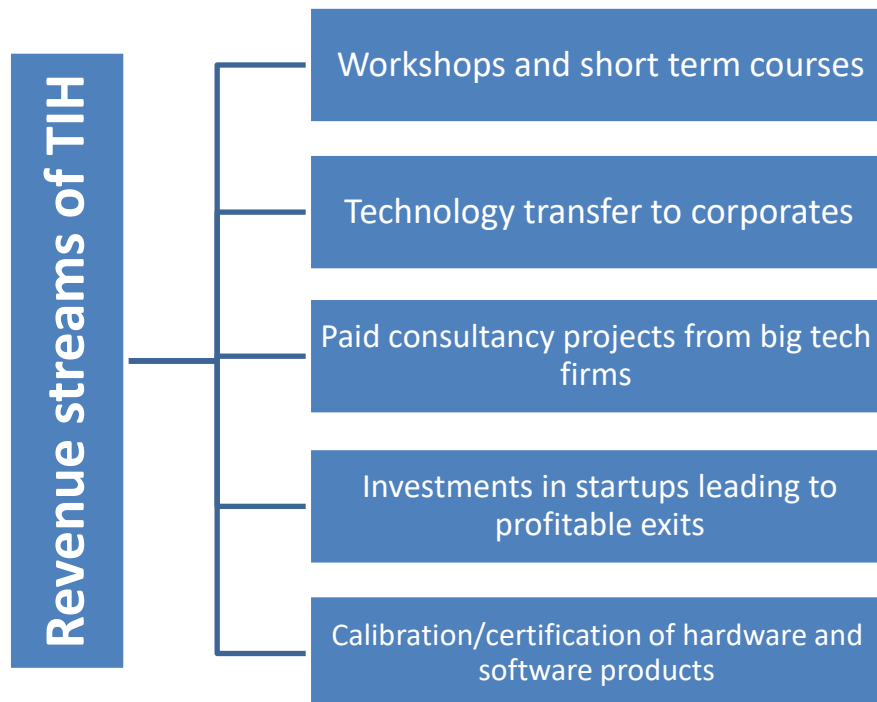 Revenue streams of TIH
Workshops and short term courses
Technology transfer to corporates
Paid consultancy projects from big tech
firms
Investments in startups leading to
profitable exits
Calibration/certification of hardware and
software products